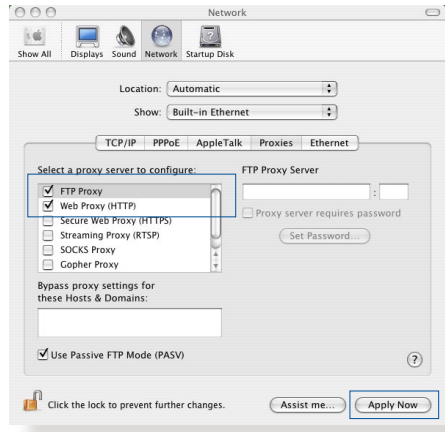 Network
Show All Displays Sound Network Startup Disk
Location: Automatic
Show: Built-in Ethernet
TCP/IP PPPoE AppleTalk Proxies Ethernet
Select a proxy server to configure:
FTP Proxy
Web Proxy (HTTP)
Secure Web Proxy (HTTPS)
Streaming Proxy (RTSP)
SOCKS Proxy
Gopher Proxy
FTP Proxy Server
:
Proxy server requires password
Set Password...
Bypass proxy settings for
these Hosts & Domains:
Use Passive FTP Mode (PASV)
?
Click the lock to prevent further changes.
Assist me... Apply Now